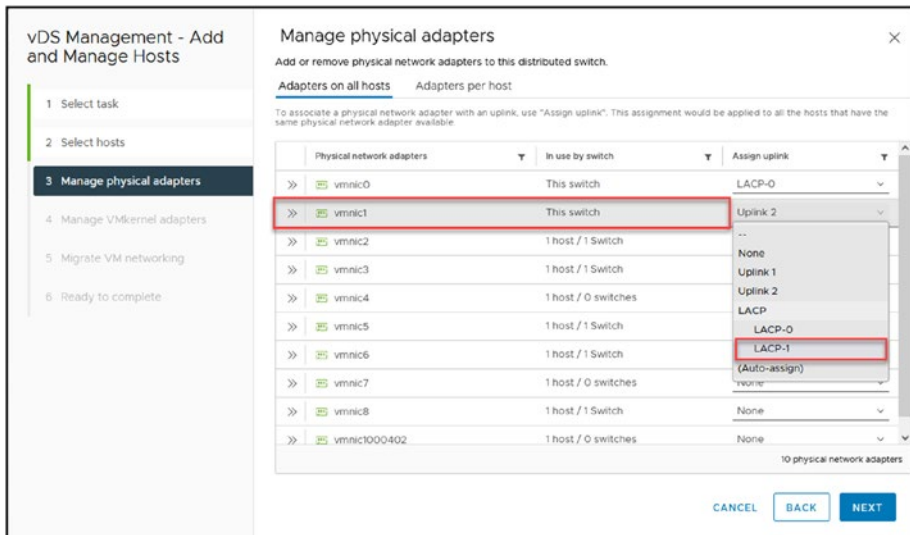 vDS Management - Add
and Manage Hosts
1 Select task
2 Select hosts
3 Manage physical adapters
4 Manage VMkernel adapters
5 Migrate VM networking
6 Ready to complete
Manage physical adapters
Add or remove physical network adapters to this distributed switch.
Adapters on all hosts Adapters per host
To associate a physical network adapter with an uplink, use "Assign uplink". This assignment would be applied to all the hosts that have the
same physical network adapter available.
Physical network adapters In use by switch Assign uplink
vmnic0 This switch LACP-0
vmnic1 This switch Uplink 2
vmnic2 1 host / 1 Switch
vmnic3 1 host / 1 Switch
vmnic4 1 host / 0 switches
vmnic5 1 host / 1 Switch
vmnic6 1 host / 1 Switch
vmnic7 1 host / 0 switches None
vmnic8 1 host / 1 Switch None
vmnic1000402 1 host / 0 switches None
--
None
Uplink 1
Uplink 2
LACP
LACP-0
LACP-1
(Auto-assign)
10 physical network adapters
CANCEL BACK NEXT